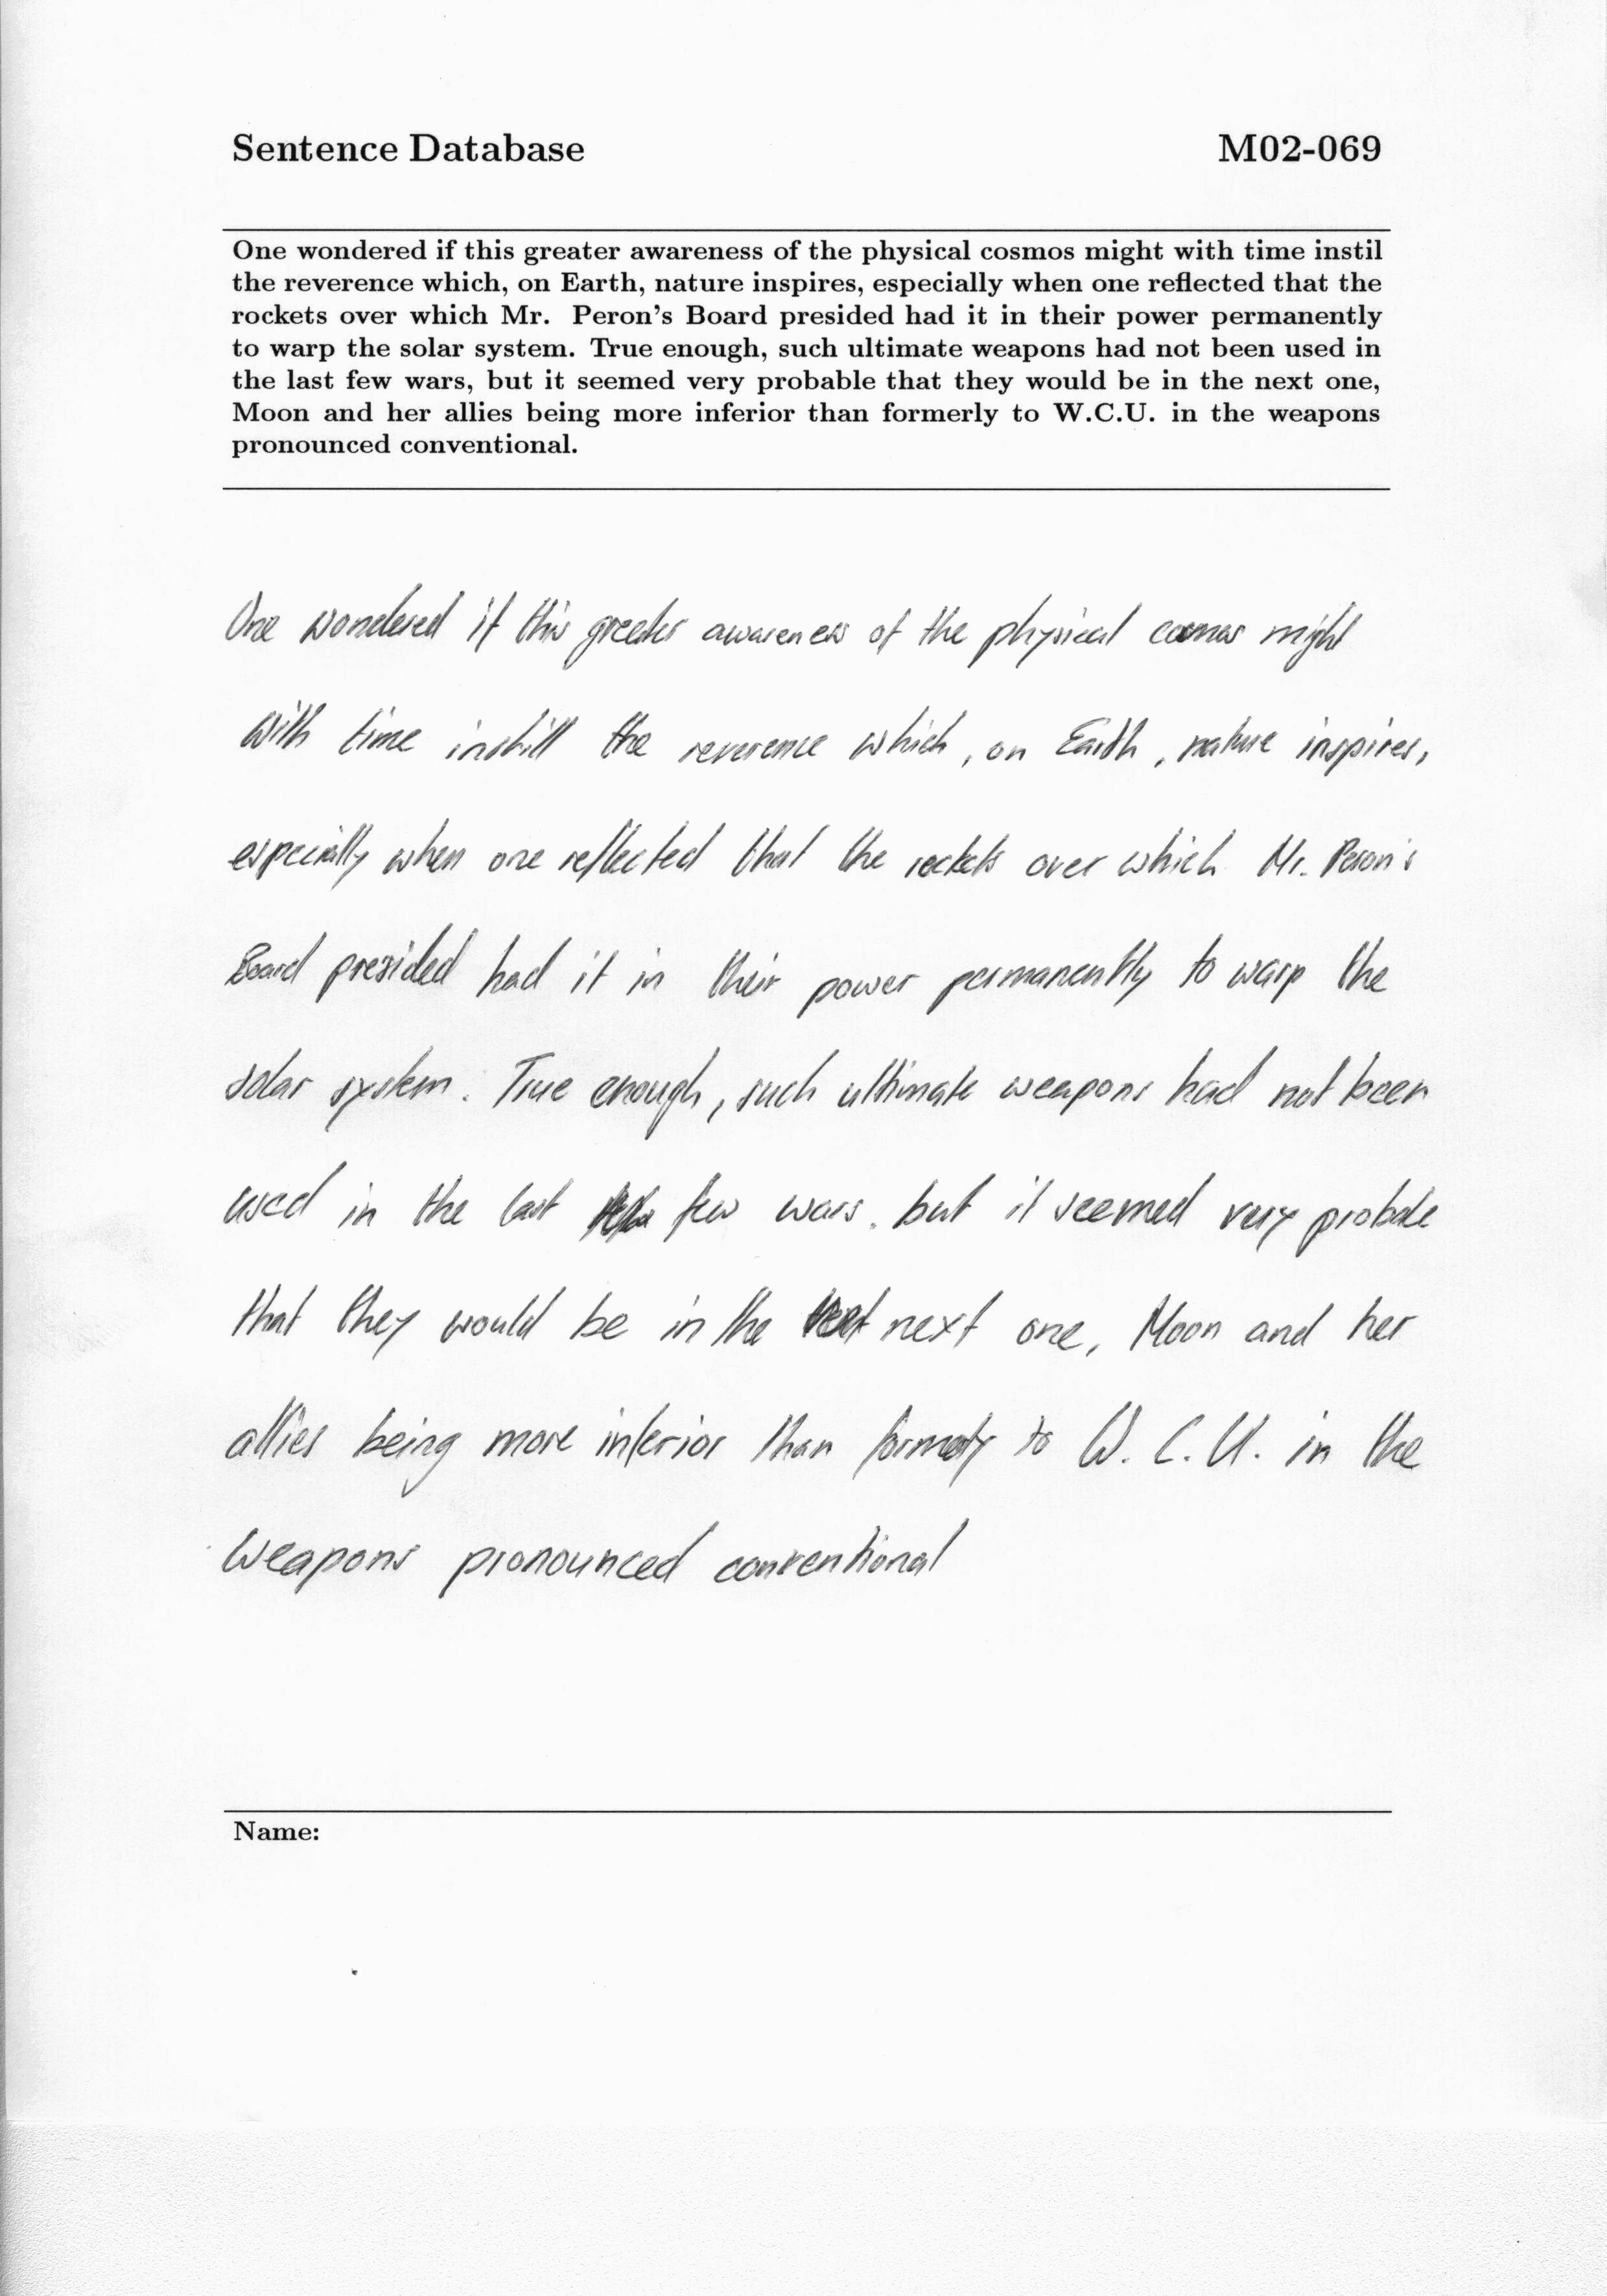 Sentence Database M02-069
One wondered if this greater awareness of the physical cosmos might with time instil
the reverence which, on Earth, nature inspires, especially when one reflected that the
rockets over which Mr. Peron's Board presided had it in their power permanently
to warp the solar system. True enough, such ultimate weapons had not been used in
the last few wars, but it seemed very probable that they would be in the next one,
Moon and her allies being more inferior than formerly to W.C.U. in the weapons
pronounced conventional.
One wondered if this greater awareness of the physical cosmos might
with time instill the reverence which, on Earth, nature inspires,
especially when one reflected that the rockets over which Mr. Peron's
Board presided had it in their power permanently to warp the
solar system. True enough, such ultimate weapons had not been
used in the last few wars. but it seemed very probable
that they would be in the next one, Moon and her
allies being more inferior than formerly to W. C. U. in the
weapons pronounced conventional
Name: